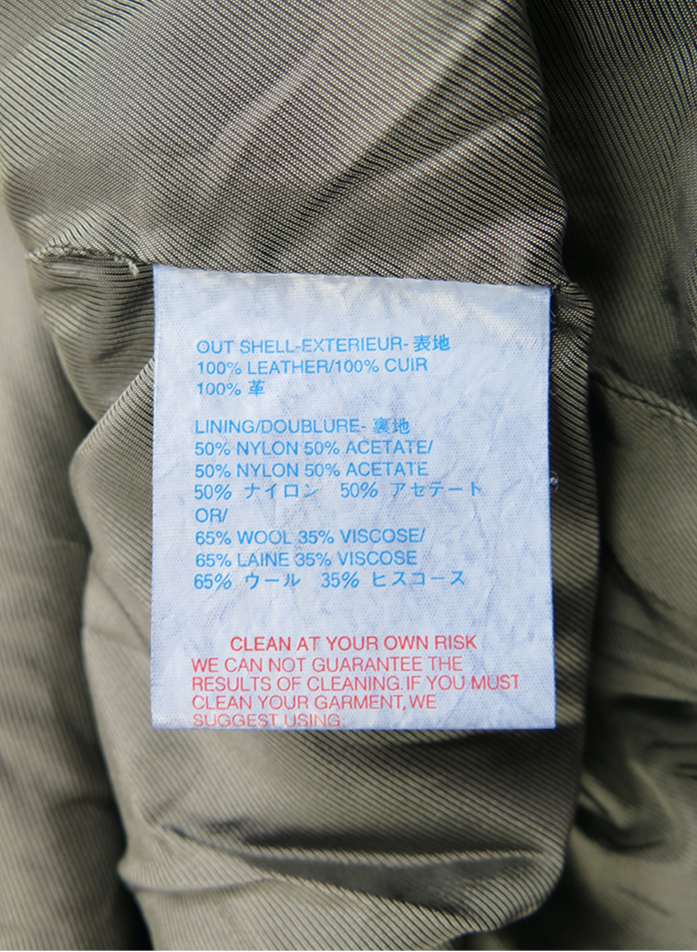 OUT SHELL-EXTERIEUR- 表地
100% LEATHER/100% CUIR
100% 革
LINING/DOUBLURE- 裏地
50% NYLON 50% ACETATE/
50% NYLON 50% ACETATE
50% ナイロン 50% アセテート
OR/
65% WOOL 35% VISCOSE/
65% LAINE 35% VISCOSE
65% ウール 35% ヒスコース
CLEAN AT YOUR OWN RISK
WE CAN NOT GUARANTEE THE
RESULTS OF CLEANING. IF YOU MUST
CLEAN YOUR GARMENT, WE
SUGGEST USING: